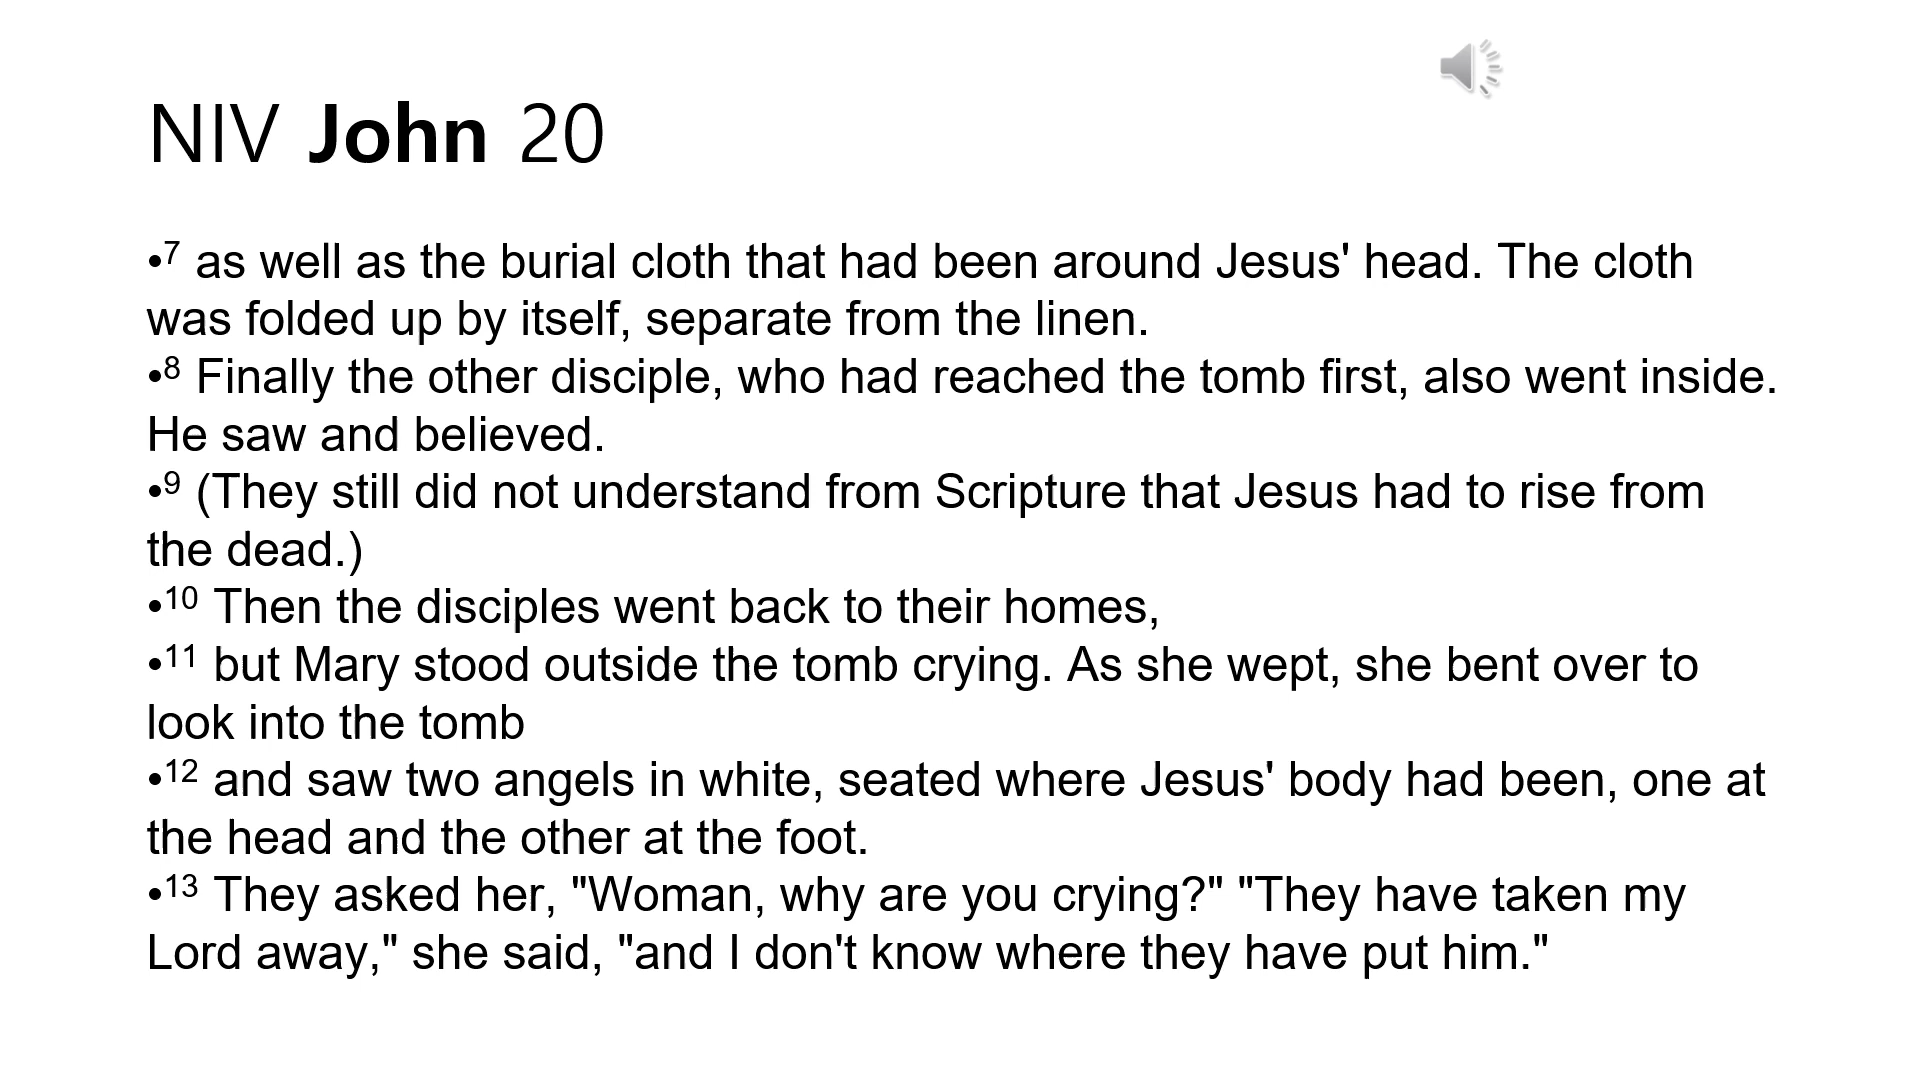 NIV John 20
•7 as well as the burial cloth that had been around Jesus' head. The cloth
was folded up by itself, separate from the linen.
•8 Finally the other disciple, who had reached the tomb first, also went inside.
He saw and believed.
•9 (They still did not understand from Scripture that Jesus had to rise from
the dead.)
•10 Then the disciples went back to their homes,
•11 but Mary stood outside the tomb crying. As she wept, she bent over to
look into the tomb
•12 and saw two angels in white, seated where Jesus' body had been, one at
the head and the other at the foot.
•13 They asked her, "Woman, why are you crying?" "They have taken my
Lord away," she said, "and I don't know where they have put him."